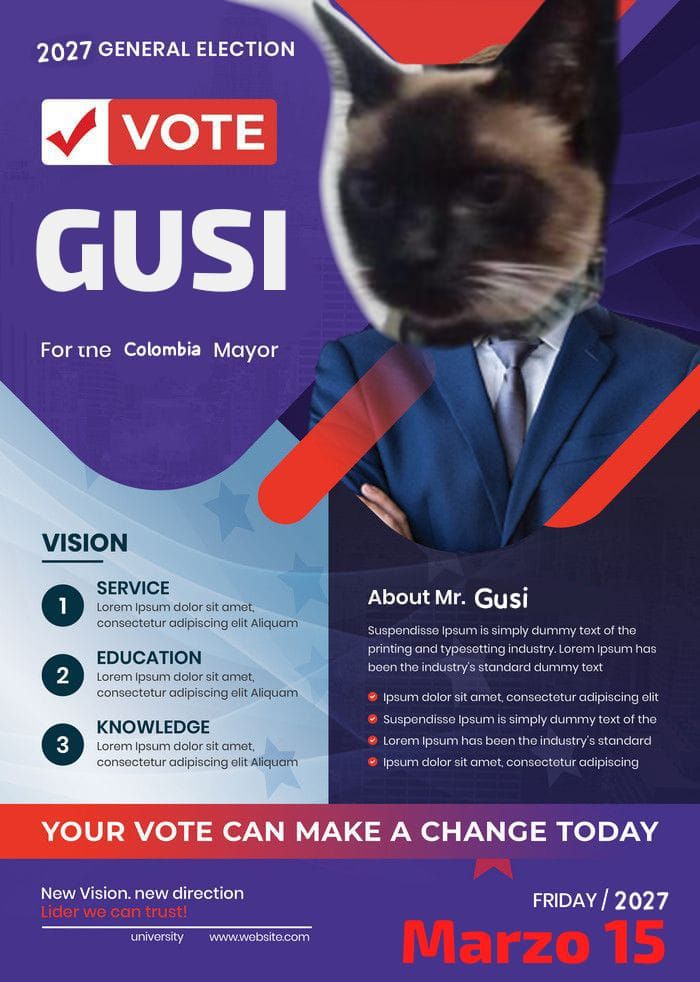 2027 GENERAL ELECTION
VOTE
GUSI
For the Colombia Mayor
VISION
1
SERVICE
Lorem Ipsum dolor sit amet,
consectetur adipiscing elit Aliquam
2
EDUCATION
Lorem Ipsum dolor sit amet,
consectetur adipiscing elit Aliquam
3
KNOWLEDGE
Lorem Ipsum dolor sit amet,
consectetur adipiscing elit Aliquam
About Mr. Gusi
Suspendisse Ipsum is simply dummy text of the
printing and typesetting industry. Lorem Ipsum has
been the industry's standard dummy text
Ipsum dolor sit amet, consectetur adipiscing elit
Suspendisse Ipsum is simply dummy text of the
Lorem Ipsum has been the industry's standard
Ipsum dolor sit amet, consectetur adipiscing
YOUR VOTE CAN MAKE A CHANGE TODAY
New Vision. new direction
Lider we can trust!
university www.website.com
FRIDAY / 2027
Marzo 15